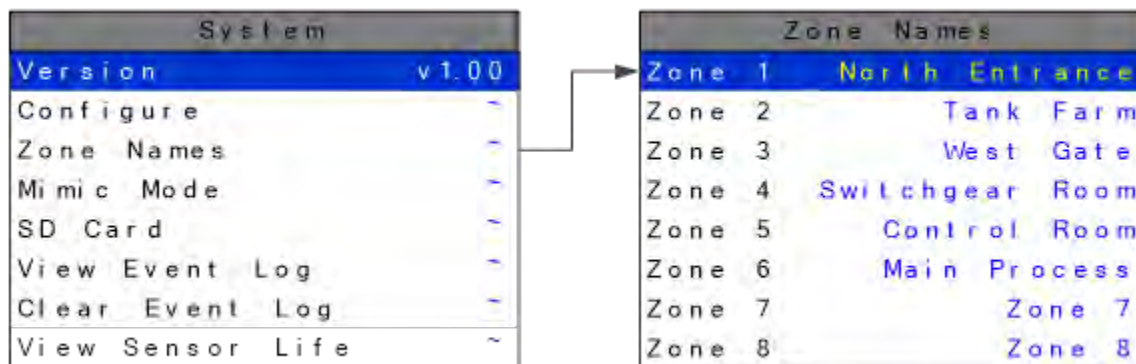 System
Version v1.00
Configure ~
Zone Names ~
Mimic Mode ~
SD Card ~
View Event Log ~
Clear Event Log ~
View Sensor Life ~
Zone Names
Zone 1 North Entrance
Zone 2 Tank Farm
Zone 3 West Gate
Zone 4 Switchgear Room
Zone 5 Control Room
Zone 6 Main Process
Zone 7 Zone 7
Zone 8 Zone 8